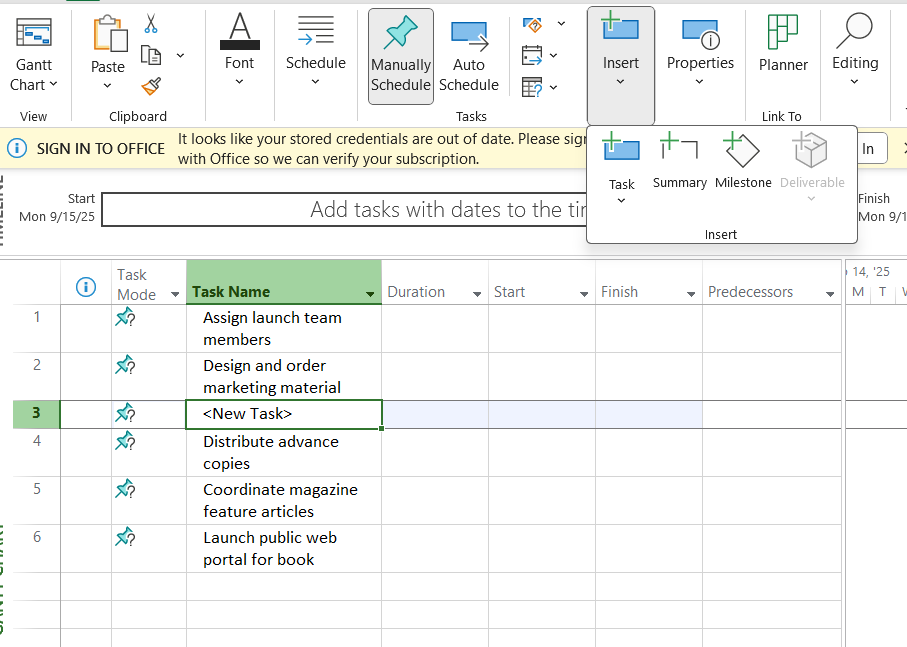 Gantt
Chart
View
Paste
Clipboard
Font
Schedule
Manually
Schedule
Auto
Schedule
Tasks
Insert
Properties
Planner
Link To
Editing
SIGN IN TO OFFICE
It looks like your stored credentials are out of date. Please
with Office so we can verify your subscription.
In
Task
Summary
Milestone
Deliverable
Insert
Start
Mon 9/15/25
Add tasks with dates to the
Finish
Mon
Task
Mode
Task Name
Duration
Start
Finish
Predecessors
14, '25
M
T
1
Assign launch team
members
2
Design and order
marketing material
3
<New Task>
4
Distribute advance
copies
5
Coordinate magazine
feature articles
6
Launch public web
portal for book